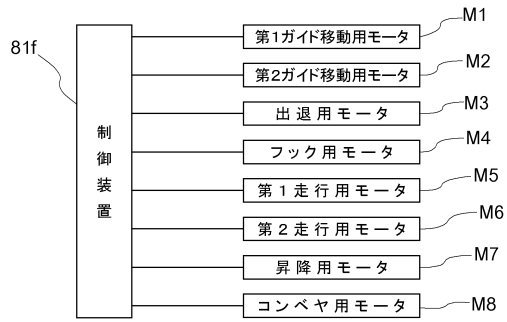 81f
制御装置
第1ガイド移動用モータ M1
第2ガイド移動用モータ M2
出退用モータ M3
フック用モータ M4
第1走行用モータ M5
第2走行用モータ M6
昇降用モータ M7
コンベヤ用モータ M8